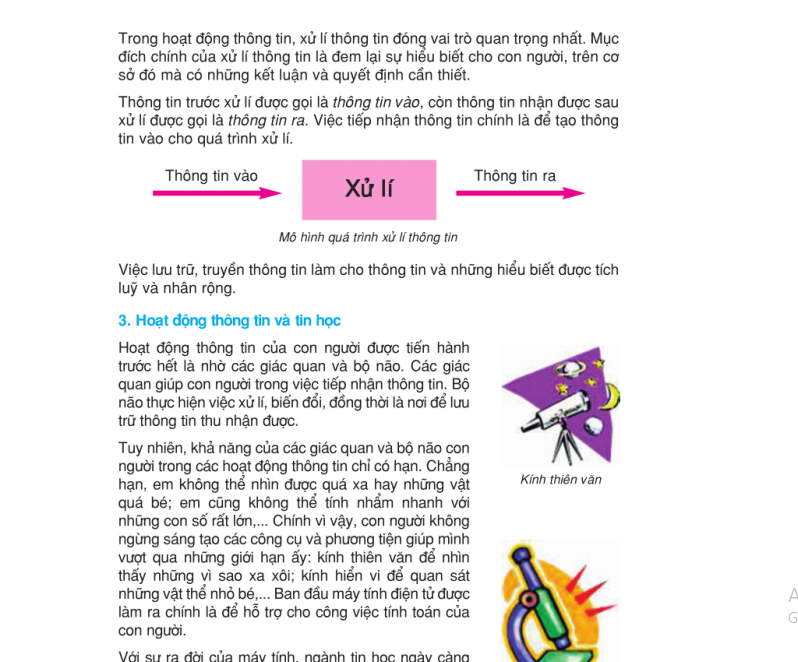 Trong hoạt động thông tin, xử lí thông tin đóng vai trò quan trọng nhất. Mục
đích chính của xử lí thông tin là đem lại sự hiểu biết cho con người, trên cơ
sở đó mà có những kết luận và quyết định cần thiết.
Thông tin trước xử lí được gọi là thông tin vào, còn thông tin nhận được sau
xử lí được gọi là thông tin ra. Việc tiếp nhận thông tin chính là để tạo thông
tin vào cho quá trình xử lí.
Thông tin vào
Xử lí
Thông tin ra
Mô hình quá trình xử lí thông tin
Việc lưu trữ, truyền thông tin làm cho thông tin và những hiểu biết được tích
luỹ và nhân rộng.
3. Hoạt động thông tin và tin học
Hoạt động thông tin của con người được tiến hành
trước hết là nhờ các giác quan và bộ não. Các giác
quan giúp con người trong việc tiếp nhận thông tin. Bộ
não thực hiện việc xử lí, biến đổi, đồng thời là nơi để lưu
trữ thông tin thu nhận được.
Tuy nhiên, khả năng của các giác quan và bộ não con
người trong các hoạt động thông tin chỉ có hạn. Chẳng
hạn, em không thể nhìn được quá xa hay những vật
quá bé; em cũng không thể tính nhẩm nhanh với
những con số rất lớn,... Chính vì vậy, con người không
ngừng sáng tạo các công cụ và phương tiện giúp mình
vượt qua những giới hạn ấy: kính thiên văn để nhìn
thấy những vì sao xa xôi; kính hiển vi để quan sát
những vật thể nhỏ bé,... Ban đầu máy tính điện tử được
làm ra chính là để hỗ trợ cho công việc tính toán của
con người.
Với sự ra đời của máy tính, ngành tin học ngày càng
Kính thiên văn
A
G